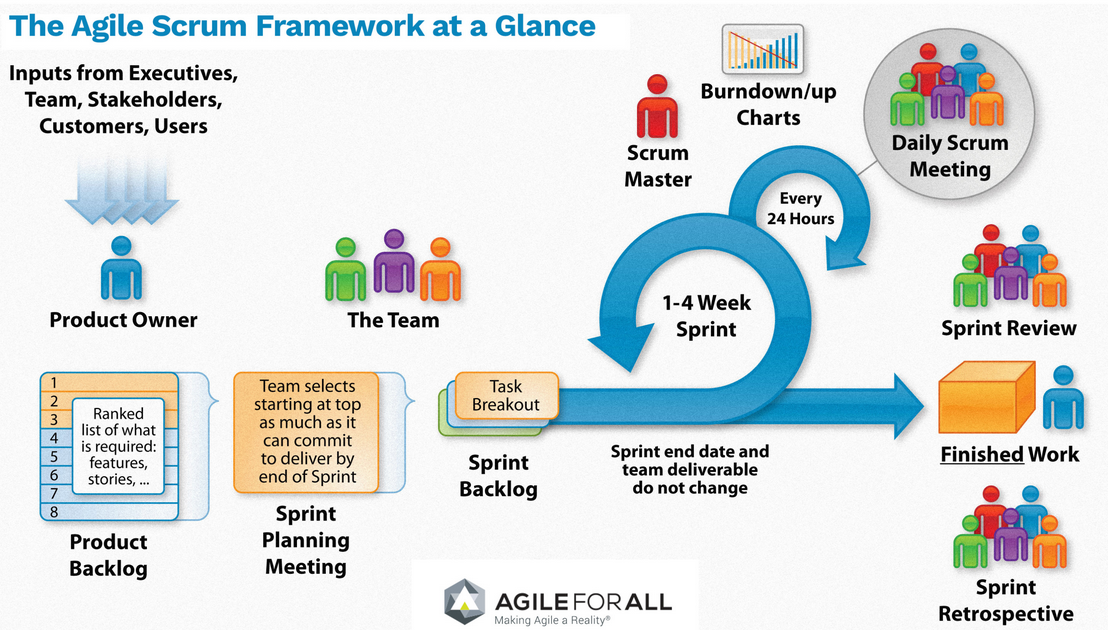 The Agile Scrum Framework at a Glance
Inputs from Executives,
Team, Stakeholders,
Customers, Users
Product Owner
The Team
Scrum
Master
Burndown/up
Charts
Daily Scrum
Meeting
Every
24 Hours
1-4 Week
Sprint
Sprint Review
1
2
3
4
5
6
7
8
Ranked
list of what
is required:
features,
stories, ...
Product
Backlog
Team selects
starting at top
as much as it
can commit
to deliver by
end of Sprint
Sprint
Planning
Meeting
Task
Breakout
Sprint
Backlog
Sprint end date and
team deliverable
do not change
Finished Work
Sprint
Retrospective
AGILE FOR ALL
Making Agile a Reality®